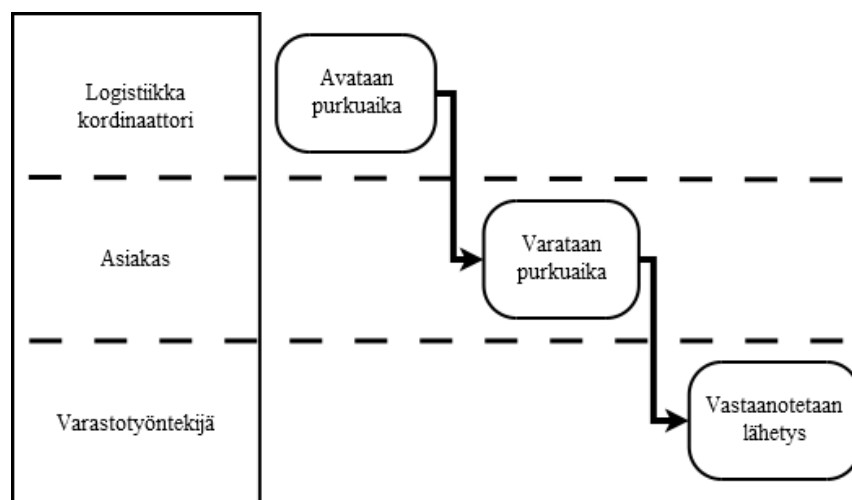 Logistiikka
kordinaattori
Avataan
purkuaika
Asiakas
Varataan
purkuaika
Varastotyöntekijä
Vastaanotetaan
lähetys